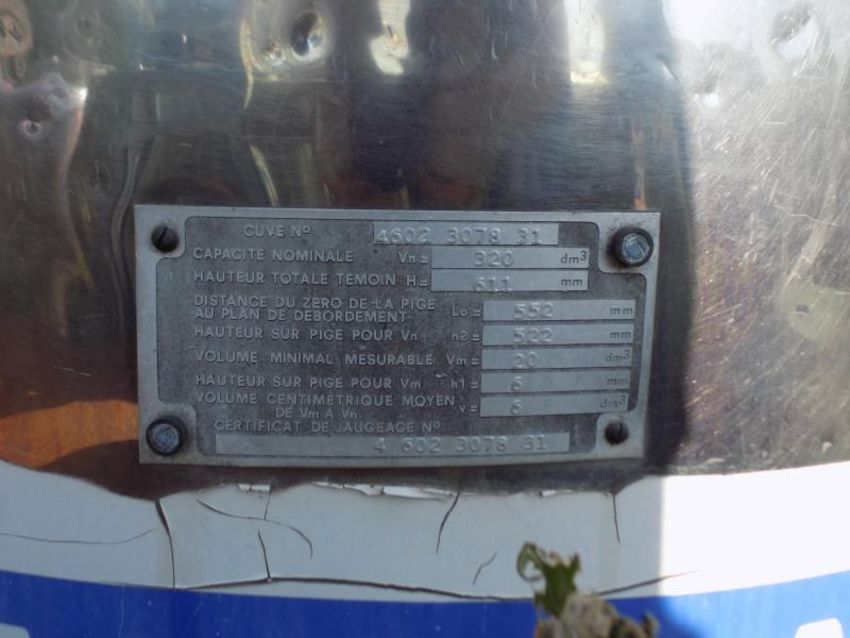 CUVE No 4602 3078 31
CAPACITE NOMINALE Vn= 320 dm3
HAUTEUR TOTALE TEMOIN H= 611 mm
DISTANCE DU ZERO DE LA PIGE
AU PLAN DE DEBORDEMENT Lo= 552 mm
HAUTEUR SUR PIGE POUR Vn h2= 522 mm
VOLUME MINIMAL MESURABLE Vm= 20 dm3
HAUTEUR SUR PIGE POUR Vm h1= 6 mm
VOLUME CENTIMÉTRIQUE MOYEN
DE Vm A Vn v= 6 dm3
CERTIFICAT DE JAUGEAGE No
4 602 3078 31